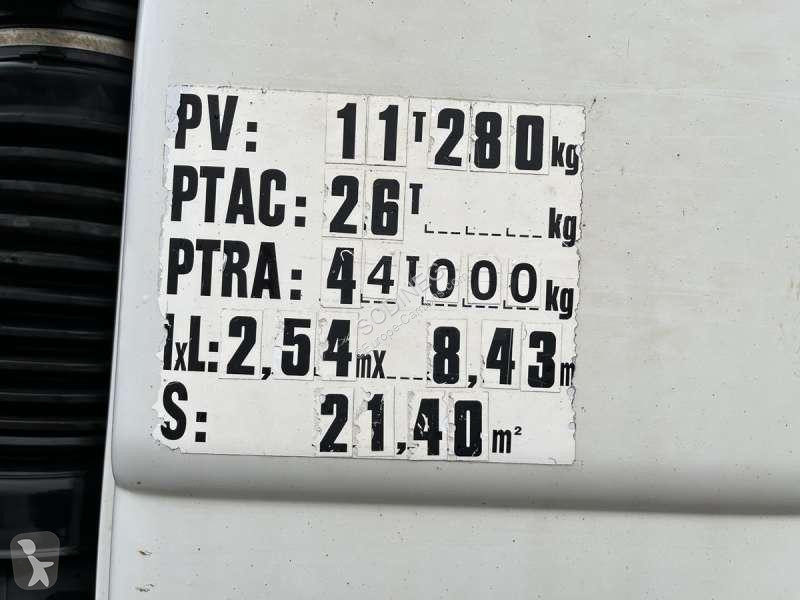 PV: 11T280kg
PTAC: 26T kg
PTRA: 44T000kg
lxL: 2,54mx 8,43m
S: 21,40m²